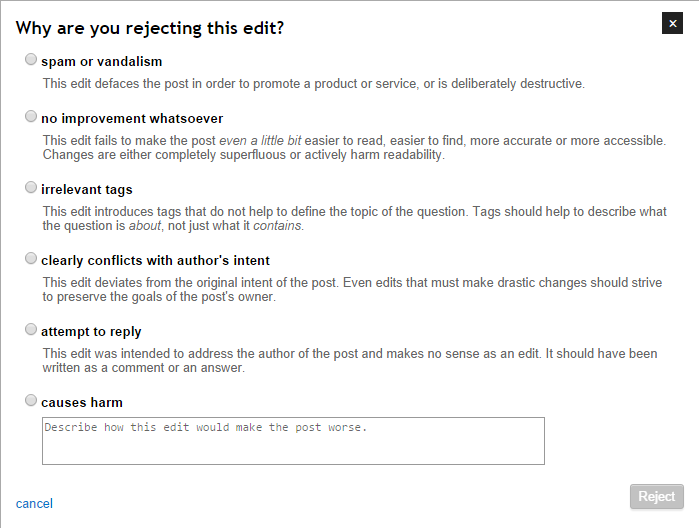 Why are you rejecting this edit?
x
spam or vandalism
This edit defaces the post in order to promote a product or service, or is deliberately destructive.
no improvement whatsoever
This edit fails to make the post even a little bit easier to read, easier to find, more accurate or more accessible.
Changes are either completely superfluous or actively harm readability.
irrelevant tags
This edit introduces tags that do not help to define the topic of the question. Tags should help to describe what
the question is about, not just what it contains.
clearly conflicts with author's intent
This edit deviates from the original intent of the post. Even edits that must make drastic changes should strive
to preserve the goals of the post's owner.
attempt to reply
This edit was intended to address the author of the post and makes no sense as an edit. It should have been
written as a comment or an answer.
causes harm
Describe how this edit would make the post worse.
cancel
Reject